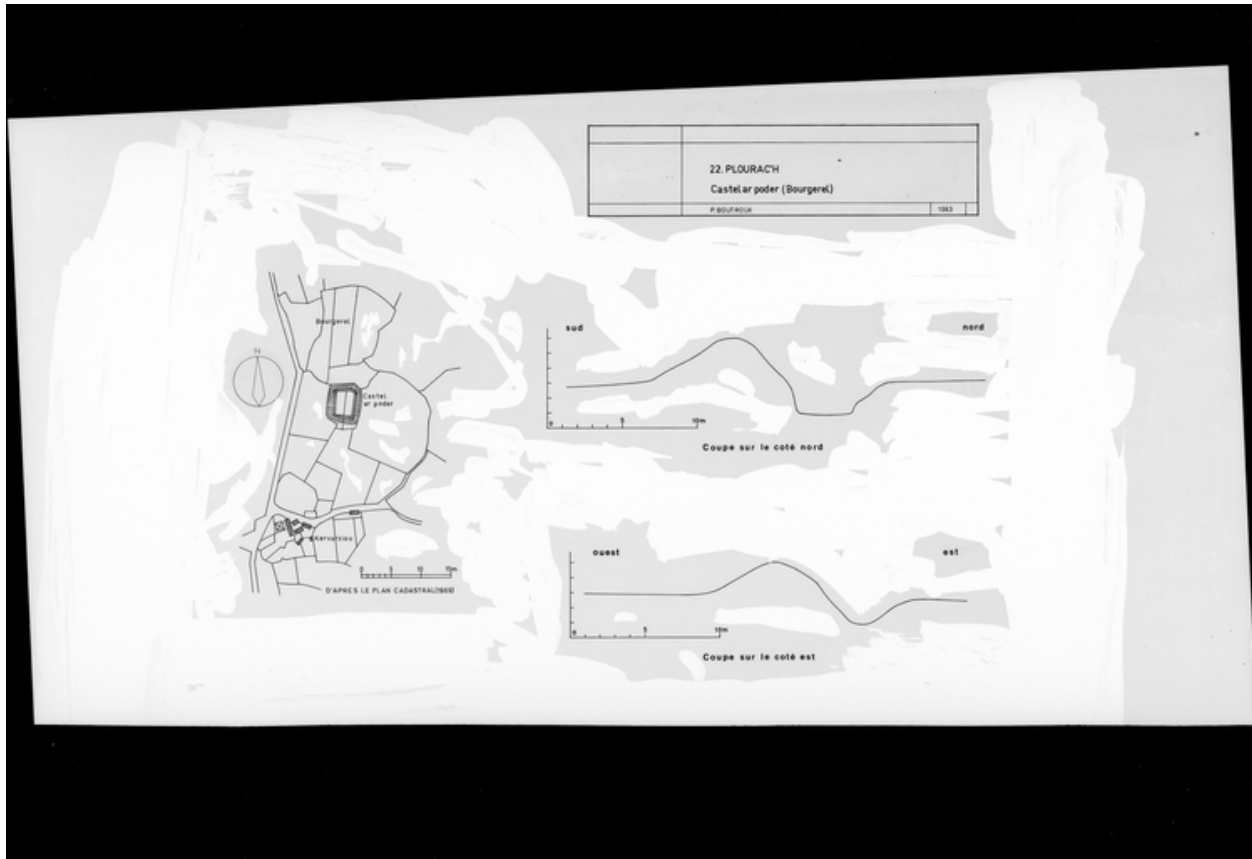 22. PLOURAC'H
Castel ar poder (Bourgerel)
P. BOUFROUX 1983
Bourgerel
N
Castel
ar poder
Kervurziou
0 5 10 15m
D'APRES LE PLAN CADASTRAL(1969)
sud nord
0 5 10m
Coupe sur le coté nord
ouest est
0 5 10m
Coupe sur le coté est